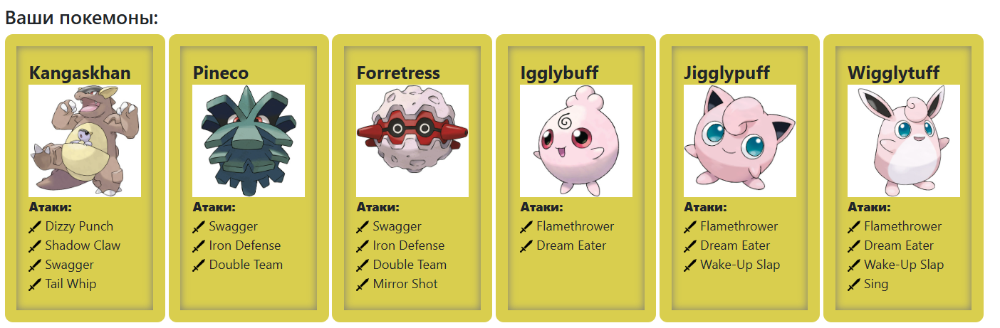 Ваши покемоны:
Kangaskhan
Атаки:
Dizzy Punch
Shadow Claw
Swagger
Tail Whip
Pineco
Атаки:
Swagger
Iron Defense
Double Team
Forretress
Атаки:
Swagger
Iron Defense
Double Team
Mirror Shot
Igglybuff
Атаки:
Flamethrower
Dream Eater
Jigglypuff
Атаки:
Flamethrower
Dream Eater
Wake-Up Slap
Wigglytuff
Атаки:
Flamethrower
Dream Eater
Wake-Up Slap
Sing